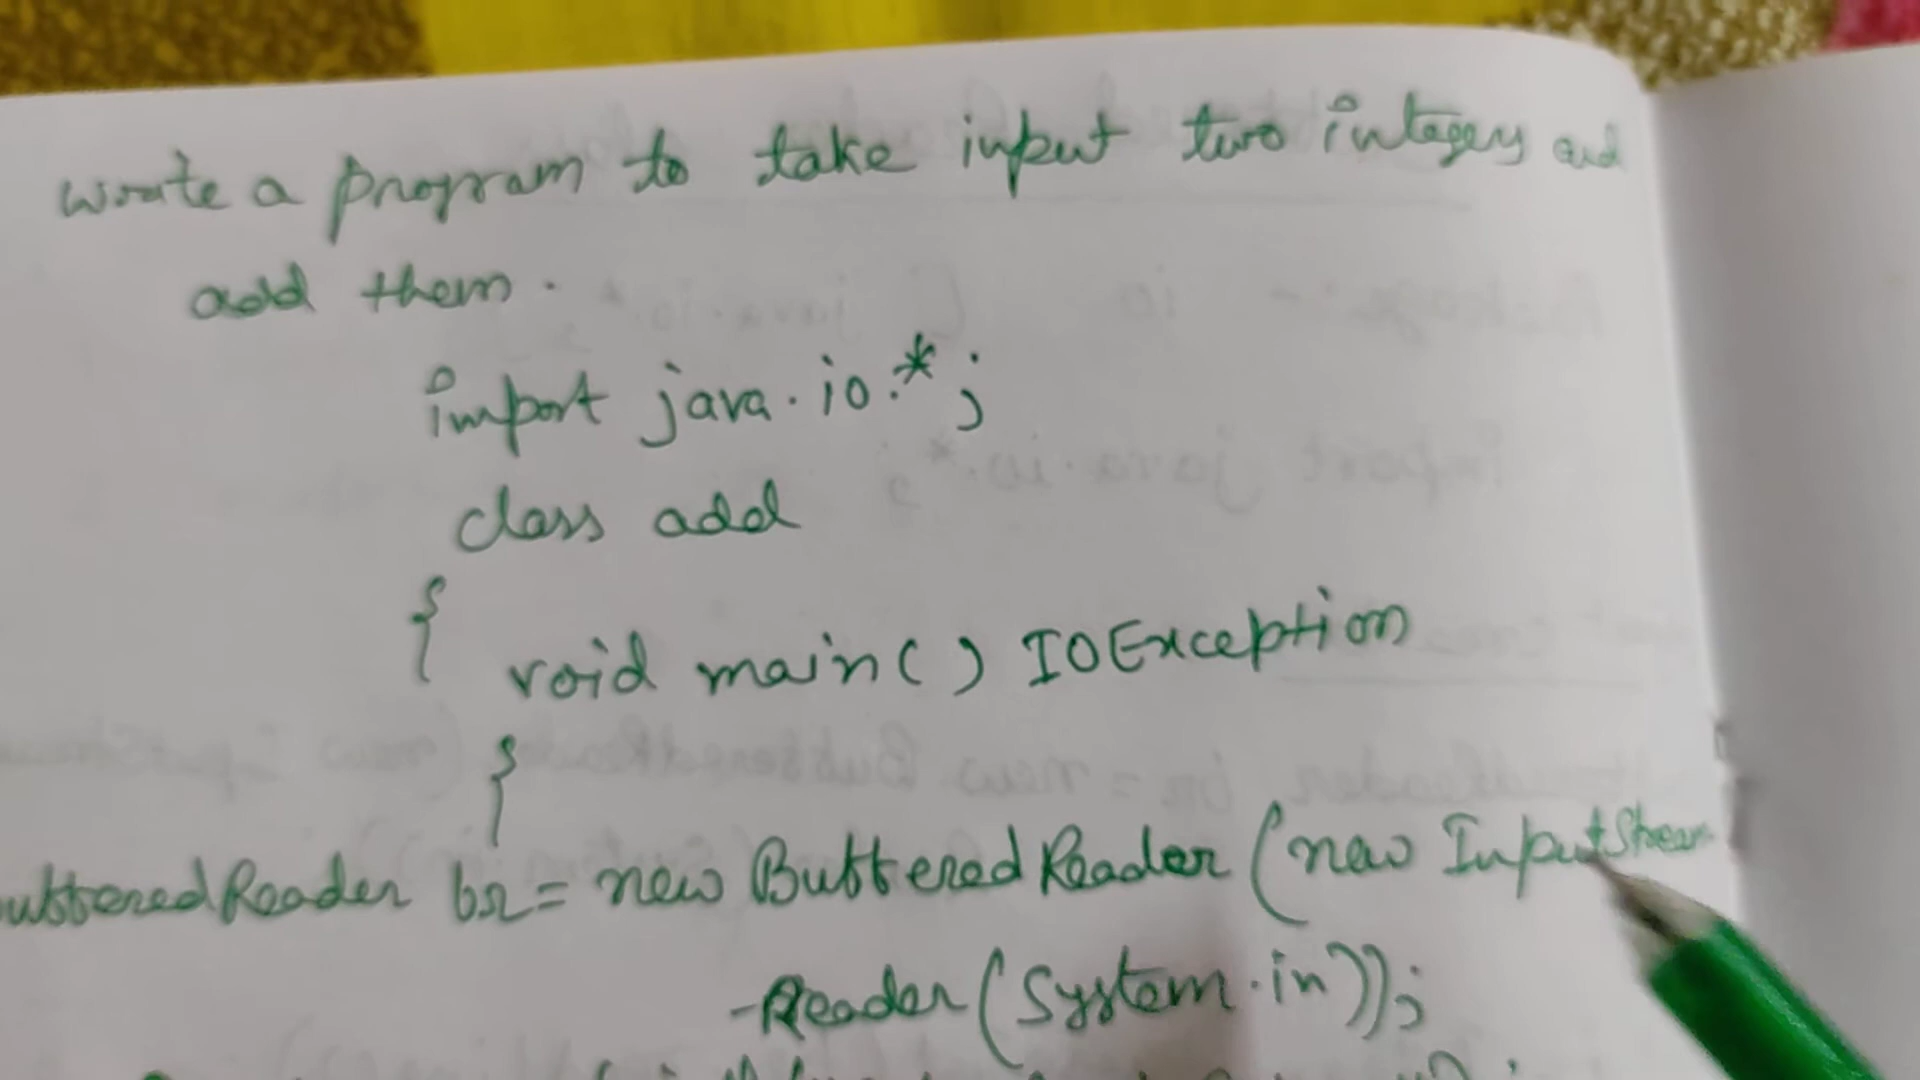 Write a program to take input two integers and
add them.
import java.io.*;
class add
{
void main() IOException
{
BufferedReader br = new BufferedReader (new InputStream
-Reader (System.in));